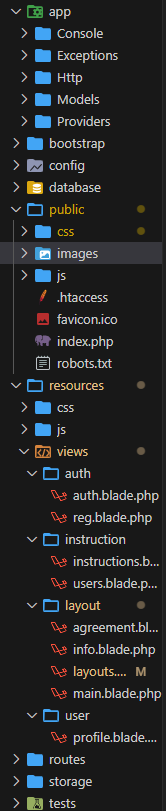 app
Console
Exceptions
Http
Models
Providers
bootstrap
config
database
public
css
images
js
.htaccess
favicon.ico
index.php
robots.txt
resources
css
js
views
auth
auth.blade.php
reg.blade.php
instruction
instructions.b...
users.blade.p...
layout
agreement.bl...
info.blade.php
layouts.... M
main.blade.php
user
profile.blade....
routes
storage
tests